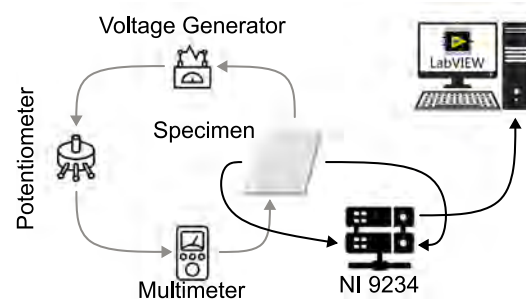 Voltage Generator
LabVIEW
Potentiometer
Specimen
Multimeter
NI 9234